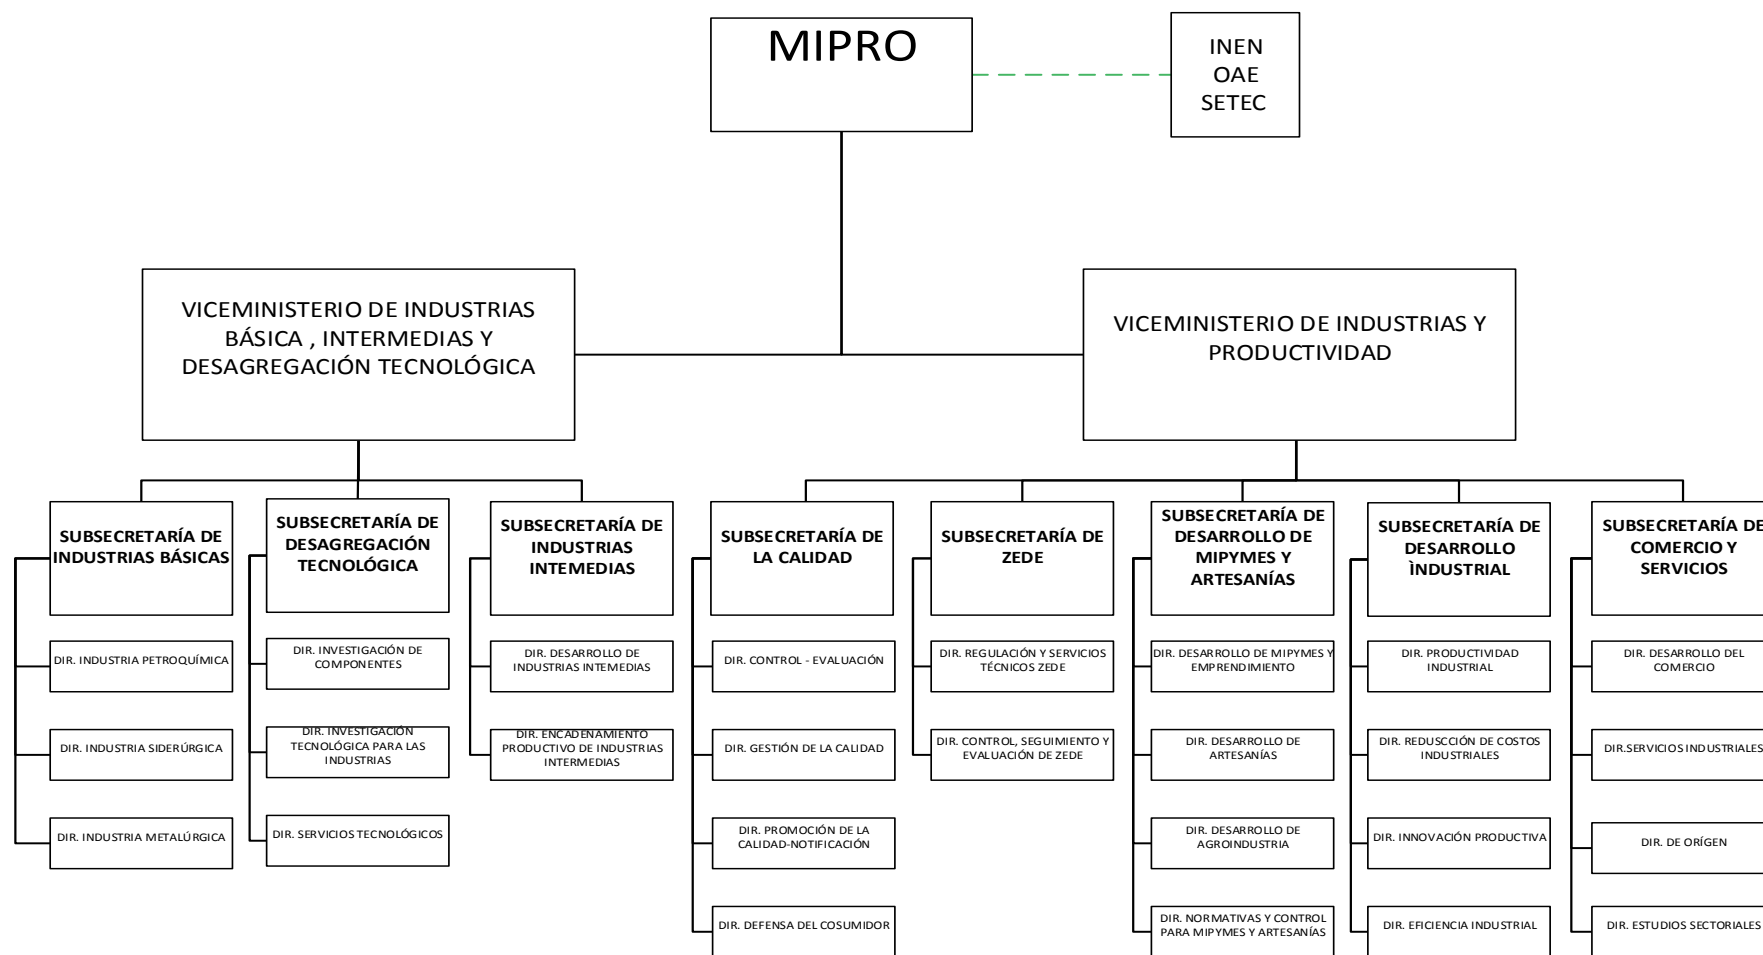 MIPRO
INEN
OAE
SETEC
VICEMINISTERIO DE INDUSTRIAS
BÁSICA , INTERMEDIAS Y
DESAGREGACIÓN TECNOLÓGICA
VICEMINISTERIO DE INDUSTRIAS Y
PRODUCTIVIDAD
SUBSECRETARÍA DE
INDUSTRIAS BÁSICAS
DIR. INDUSTRIA PETROQUÍMICA
DIR. INDUSTRIA SIDERÚRGICA
DIR. INDUSTRIA METALÚRGICA
SUBSECRETARÍA DE
DESAGREGACIÓN
TECNOLÓGICA
DIR. INVESTIGACIÓN DE
COMPONENTES
DIR. INVESTIGACIÓN
TECNOLÓGICA PARA LAS
INDUSTRIAS
DIR. SERVICIOS TECNOLÓGICOS
SUBSECRETARÍA DE
INDUSTRIAS
INTEMEDIAS
DIR. DESARROLLO DE
INDUSTRIAS INTEMEDIAS
DIR. ENCADENAMIENTO
PRODUCTIVO DE INDUSTRIAS
INTERMEDIAS
SUBSECRETARÍA DE
LA CALIDAD
DIR. CONTROL - EVALUACIÓN
DIR. GESTIÓN DE LA CALIDAD
DIR. PROMOCIÓN DE LA
CALIDAD-NOTIFICACIÓN
DIR. DEFENSA DEL COSUMIDOR
SUBSECRETARÍA DE
ZEDE
DIR. REGULACIÓN Y SERVICIOS
TÉCNICOS ZEDE
DIR. CONTROL, SEGUIMIENTO Y
EVALUACIÓN DE ZEDE
SUBSECRETARÍA DE
DESARROLLO DE
MIPYMES Y
ARTESANÍAS
DIR. DESARROLLO DE MIPYMES Y
EMPRENDIMIENTO
DIR. DESARROLLO DE
ARTESANÍAS
DIR. DESARROLLO DE
AGROINDUSTRIA
DIR. NORMATIVAS Y CONTROL
PARA MIPYMES Y ARTESANÍAS
SUBSECRETARÍA DE
DESARROLLO
ÌNDUSTRIAL
DIR. PRODUCTIVIDAD
INDUSTRIAL
DIR. REDUSCCIÓN DE COSTOS
INDUSTRIALES
DIR. INNOVACIÓN PRODUCTIVA
DIR. EFICIENCIA INDUSTRIAL
SUBSECRETARÍA DE
COMERCIO Y
SERVICIOS
DIR. DESARROLLO DEL
COMERCIO
DIR.SERVICIOS INDUSTRIALES
DIR. DE ORÍGEN
DIR. ESTUDIOS SECTORIALES